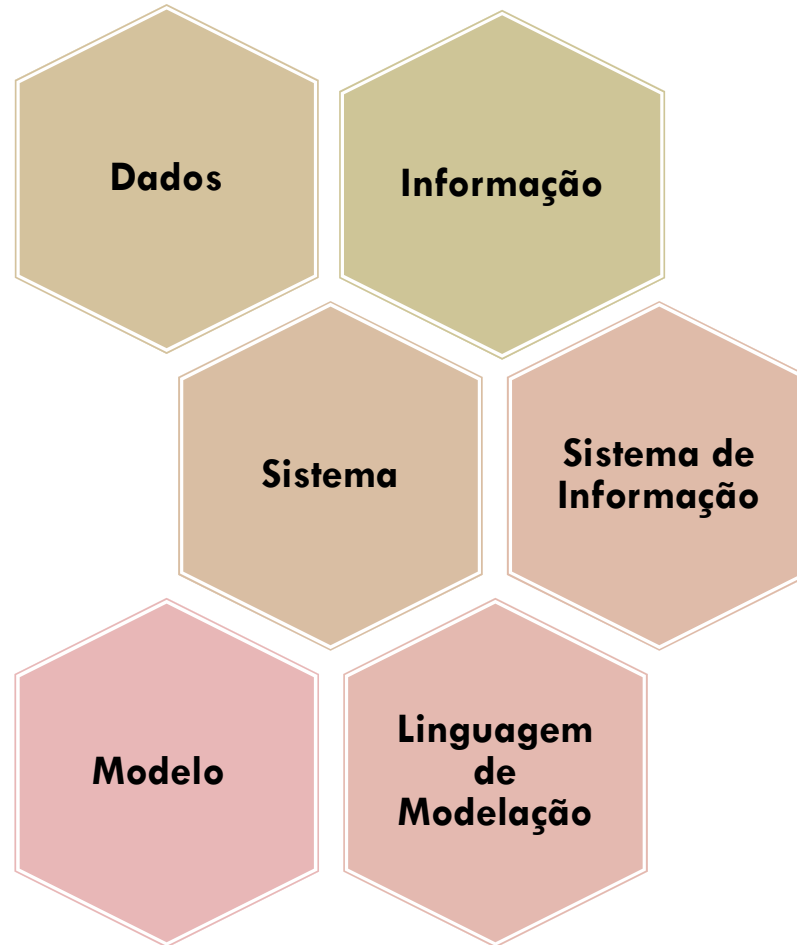 Dados
Informação
Sistema
Sistema de
Informação
Modelo
Linguagem
de
Modelação